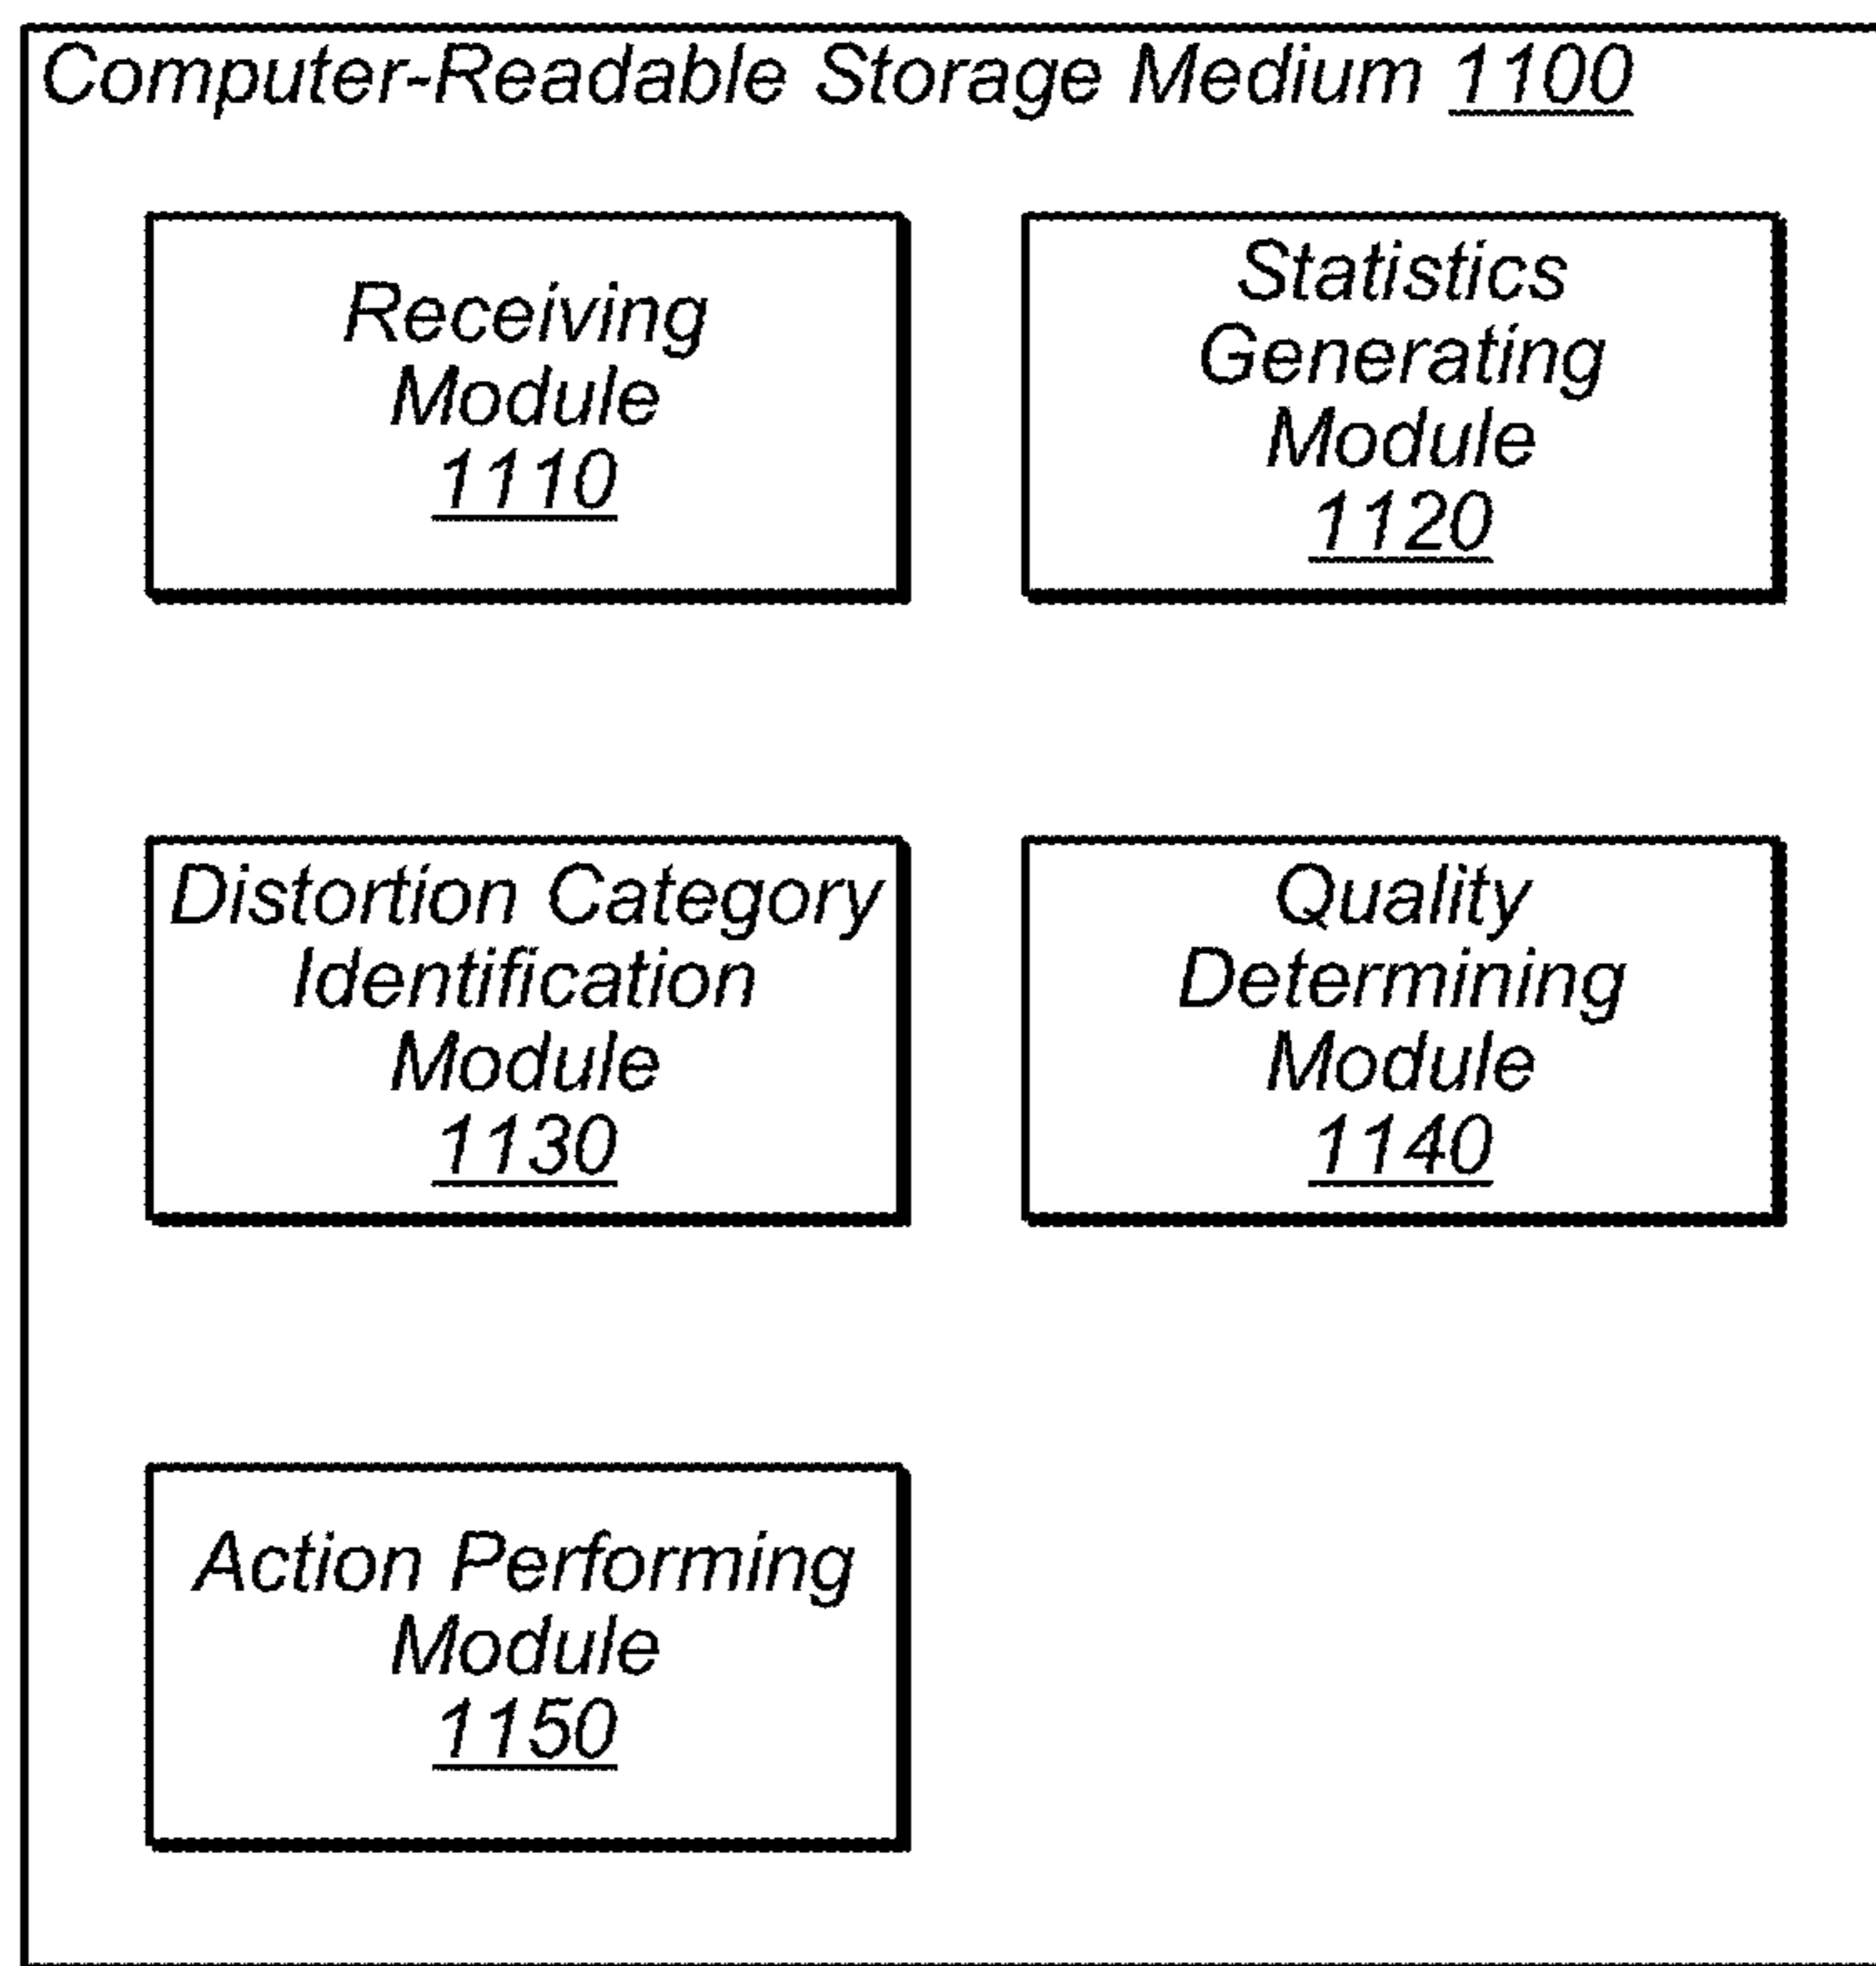 Computer-Readable Storage Medium 1100
Receiving
Module
1110
Statistics
Generating
Module
1120
Distortion Category
Identification
Module
1130
Quality
Determining
Module
1140
Action Performing
Module
1150